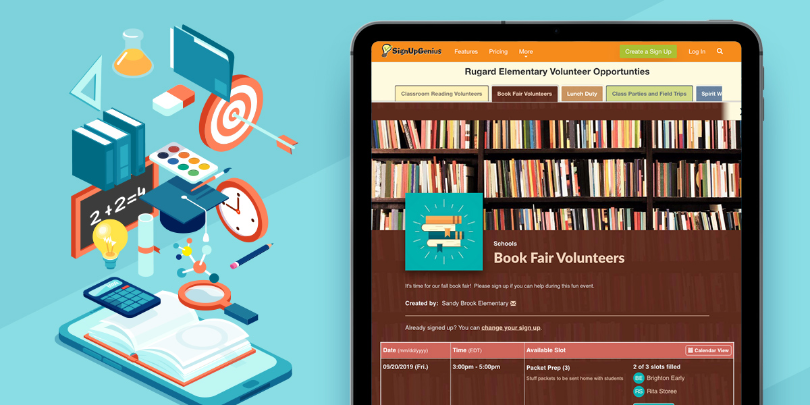 2+2=4
SignUpGenius
Features
Pricing
More
Create a Sign Up
Log In
Rugard Elementary Volunteer Opportunties
Classroom Reading Volunteers
Book Fair Volunteers
Lunch Duty
Class Parties and Field Trips
Spirit W
Schools
Book Fair Volunteers
It's time for our fall book fair! Please sign up if you can help during this fun event.
Created by: Sandy Brook Elementary
Already signed up? You can change your sign up.
Date (mm/dd/yyyy)
Time (EDT)
Available Slot
Calendar View
09/20/2019 (Fri.)
3:00pm - 5:00pm
Packet Prep (3)
Stuff packets to be sent home with students
2 of 3 slots filled
BE Brighton Early
RS Rita Storee